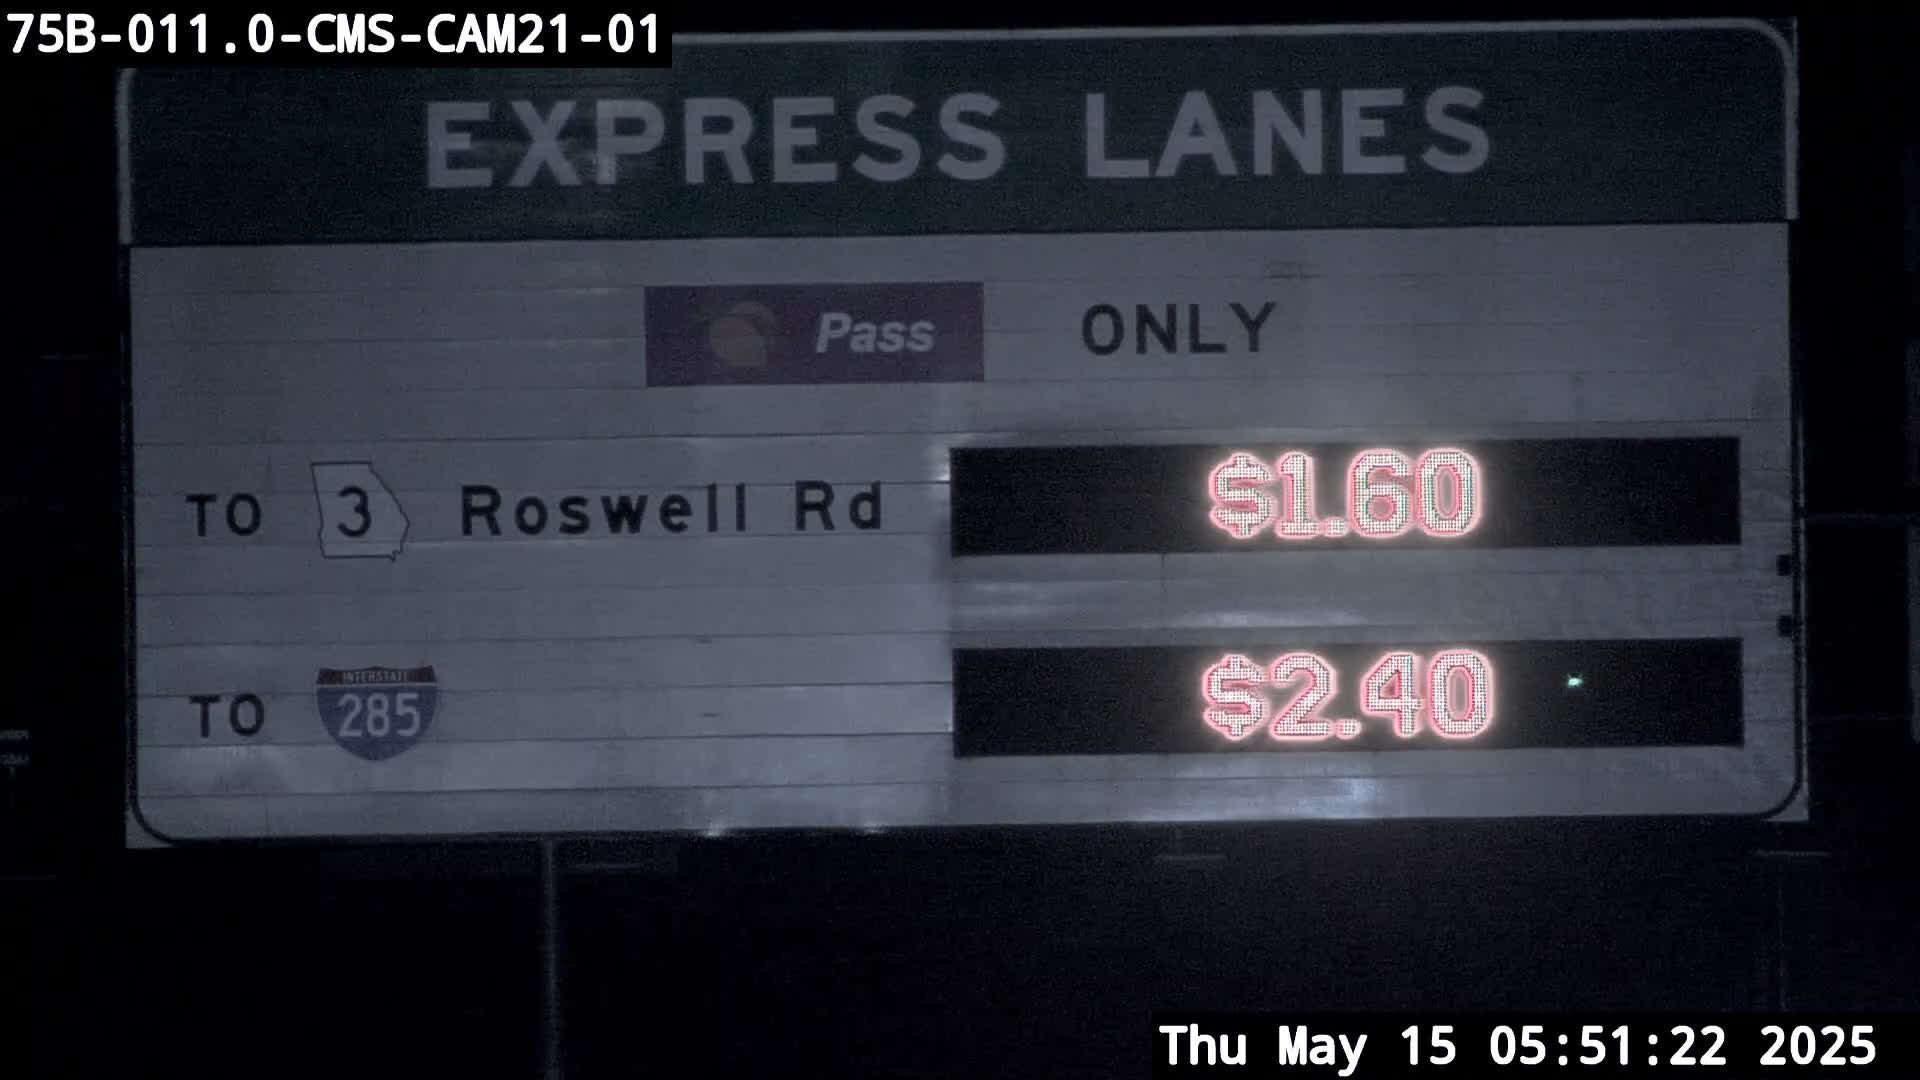 75B-011.0-CMS-CAM21-01
EXPRESS LANES
Pass ONLY
TO 3 Roswell Rd $1.60
INTERSTATE
TO 285 $2.40
Thu May 15 05:51:22 2025